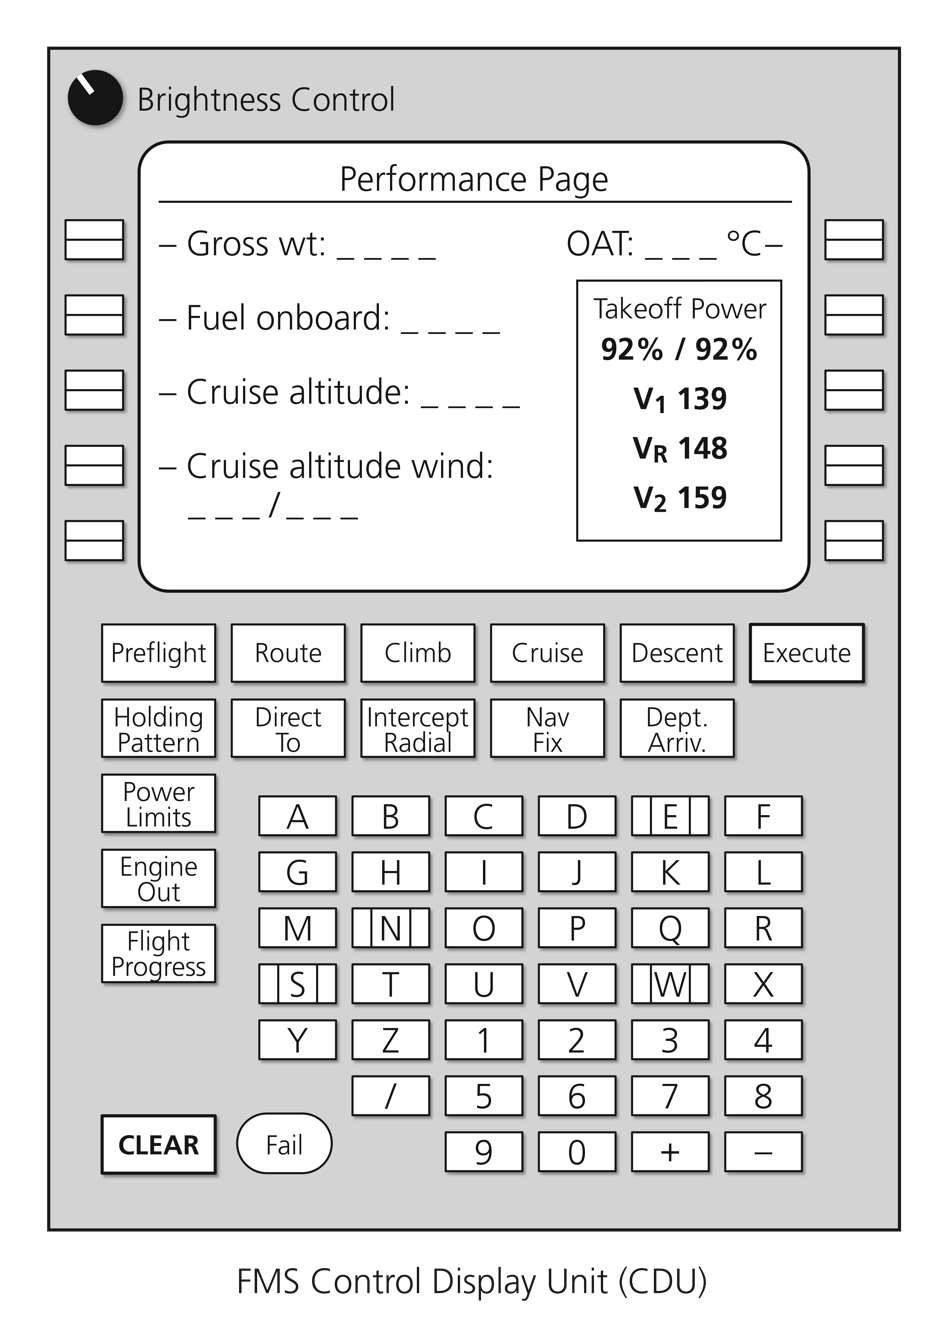 Brightness Control
Performance Page
– Gross wt: _ _ _ _ OAT: _ _ _ °C–
– Fuel onboard: _ _ _ _
Takeoff Power
92% / 92%
– Cruise altitude: _ _ _ _
V1 139
– Cruise altitude wind:
_ _ _ / _ _ _
VR 148
V2 159
Preflight Route Climb Cruise Descent Execute
Holding Pattern Direct To Intercept Radial Nav Fix Dept. Arriv.
Power Limits
Engine Out
Flight Progress
A B C D E F
G H I J K L
M N O P Q R
S T U V W X
Y Z 1 2 3 4
/ 5 6 7 8
CLEAR Fail 9 0 + –
FMS Control Display Unit (CDU)